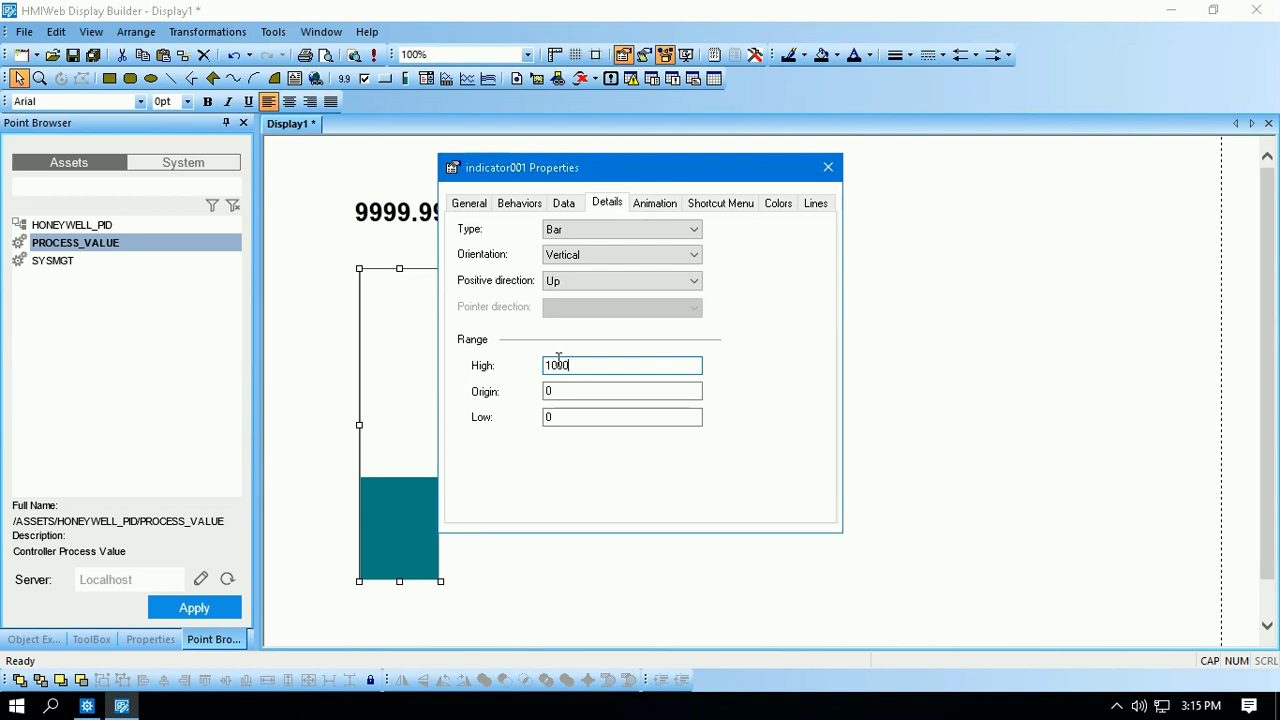 HMIWeb Display Builder - Display1 *
File Edit View Arrange Transformations Tools Window Help
100%
9.9
Arial 0pt B I U
Point Browser
Display1 *
Assets System
HONEYWELL_PID
PROCESS_VALUE
SYSMGT
Full Name:
/ASSETS/HONEYWELL_PID/PROCESS_VALUE
Description:
Controller Process Value
Server: Localhost
Apply
Object Ex... ToolBox Properties Point Bro...
9999.99
indicator001 Properties
General Behaviors Data Details Animation Shortcut Menu Colors Lines
Type: Bar
Orientation: Vertical
Positive direction: Up
Pointer direction:
Range
High: 1000
Origin: 0
Low: 0
Ready CAP NUM SCRL
3:15 PM